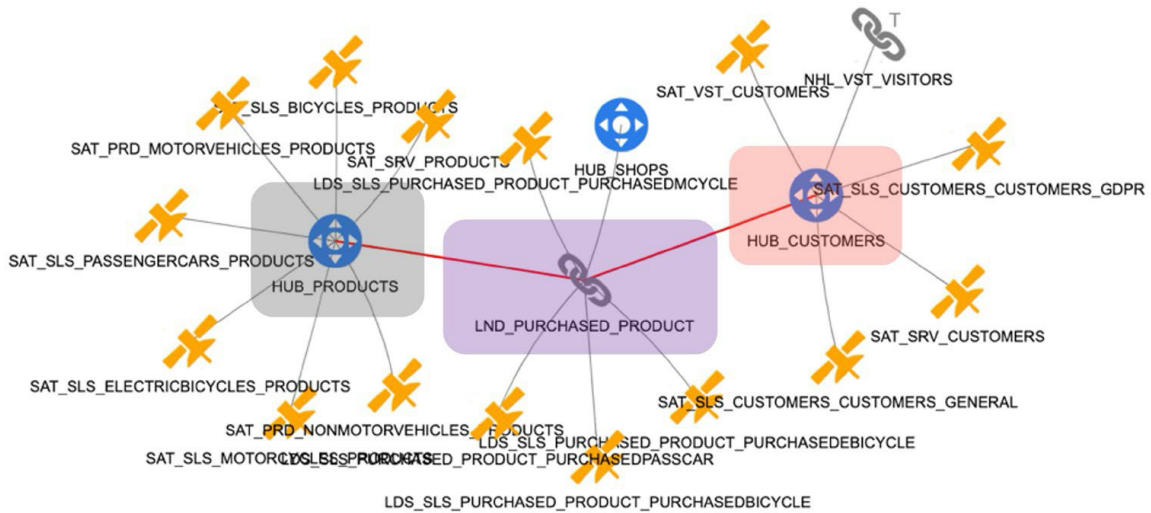 T
NHL_VST_VISITORS
SAT_VST_CUSTOMERS
SAT_SLS_BICYCLES_PRODUCTS
SAT_PRD_MOTORVEHICLES_PRODUCTS
SAT_SRV_PRODUCTS
HUB_SHOPS
LDS_SLS_PURCHASED_PRODUCT_PURCHASEDMCYCLE
SAT_SLS_CUSTOMERS_CUSTOMERS_GDPR
HUB_CUSTOMERS
SAT_SLS_PASSENGERCARS_PRODUCTS
HUB_PRODUCTS
LND_PURCHASED_PRODUCT
SAT_SRV_CUSTOMERS
SAT_SLS_ELECTRICBICYCLES_PRODUCTS
SAT_SLS_CUSTOMERS_CUSTOMERS_GENERAL
SAT_PRD_NONMOTORVEHICLES_PRODUCTS
LDS_SLS_PURCHASED_PRODUCT_PURCHASEDEBICYCLE
SAT_SLS_MOTORCYCLES_PRODUCTS
LDS_SLS_PURCHASED_PRODUCT_PURCHASEDPASSCAR
LDS_SLS_PURCHASED_PRODUCT_PURCHASEDBICYCLE